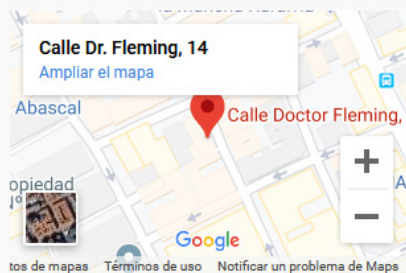 Calle Dr. Fleming, 14
Ampliar el mapa
Abascal
Calle Doctor Fleming,
opiedad
Google
tos de mapas Términos de uso Notificar un problema de Maps